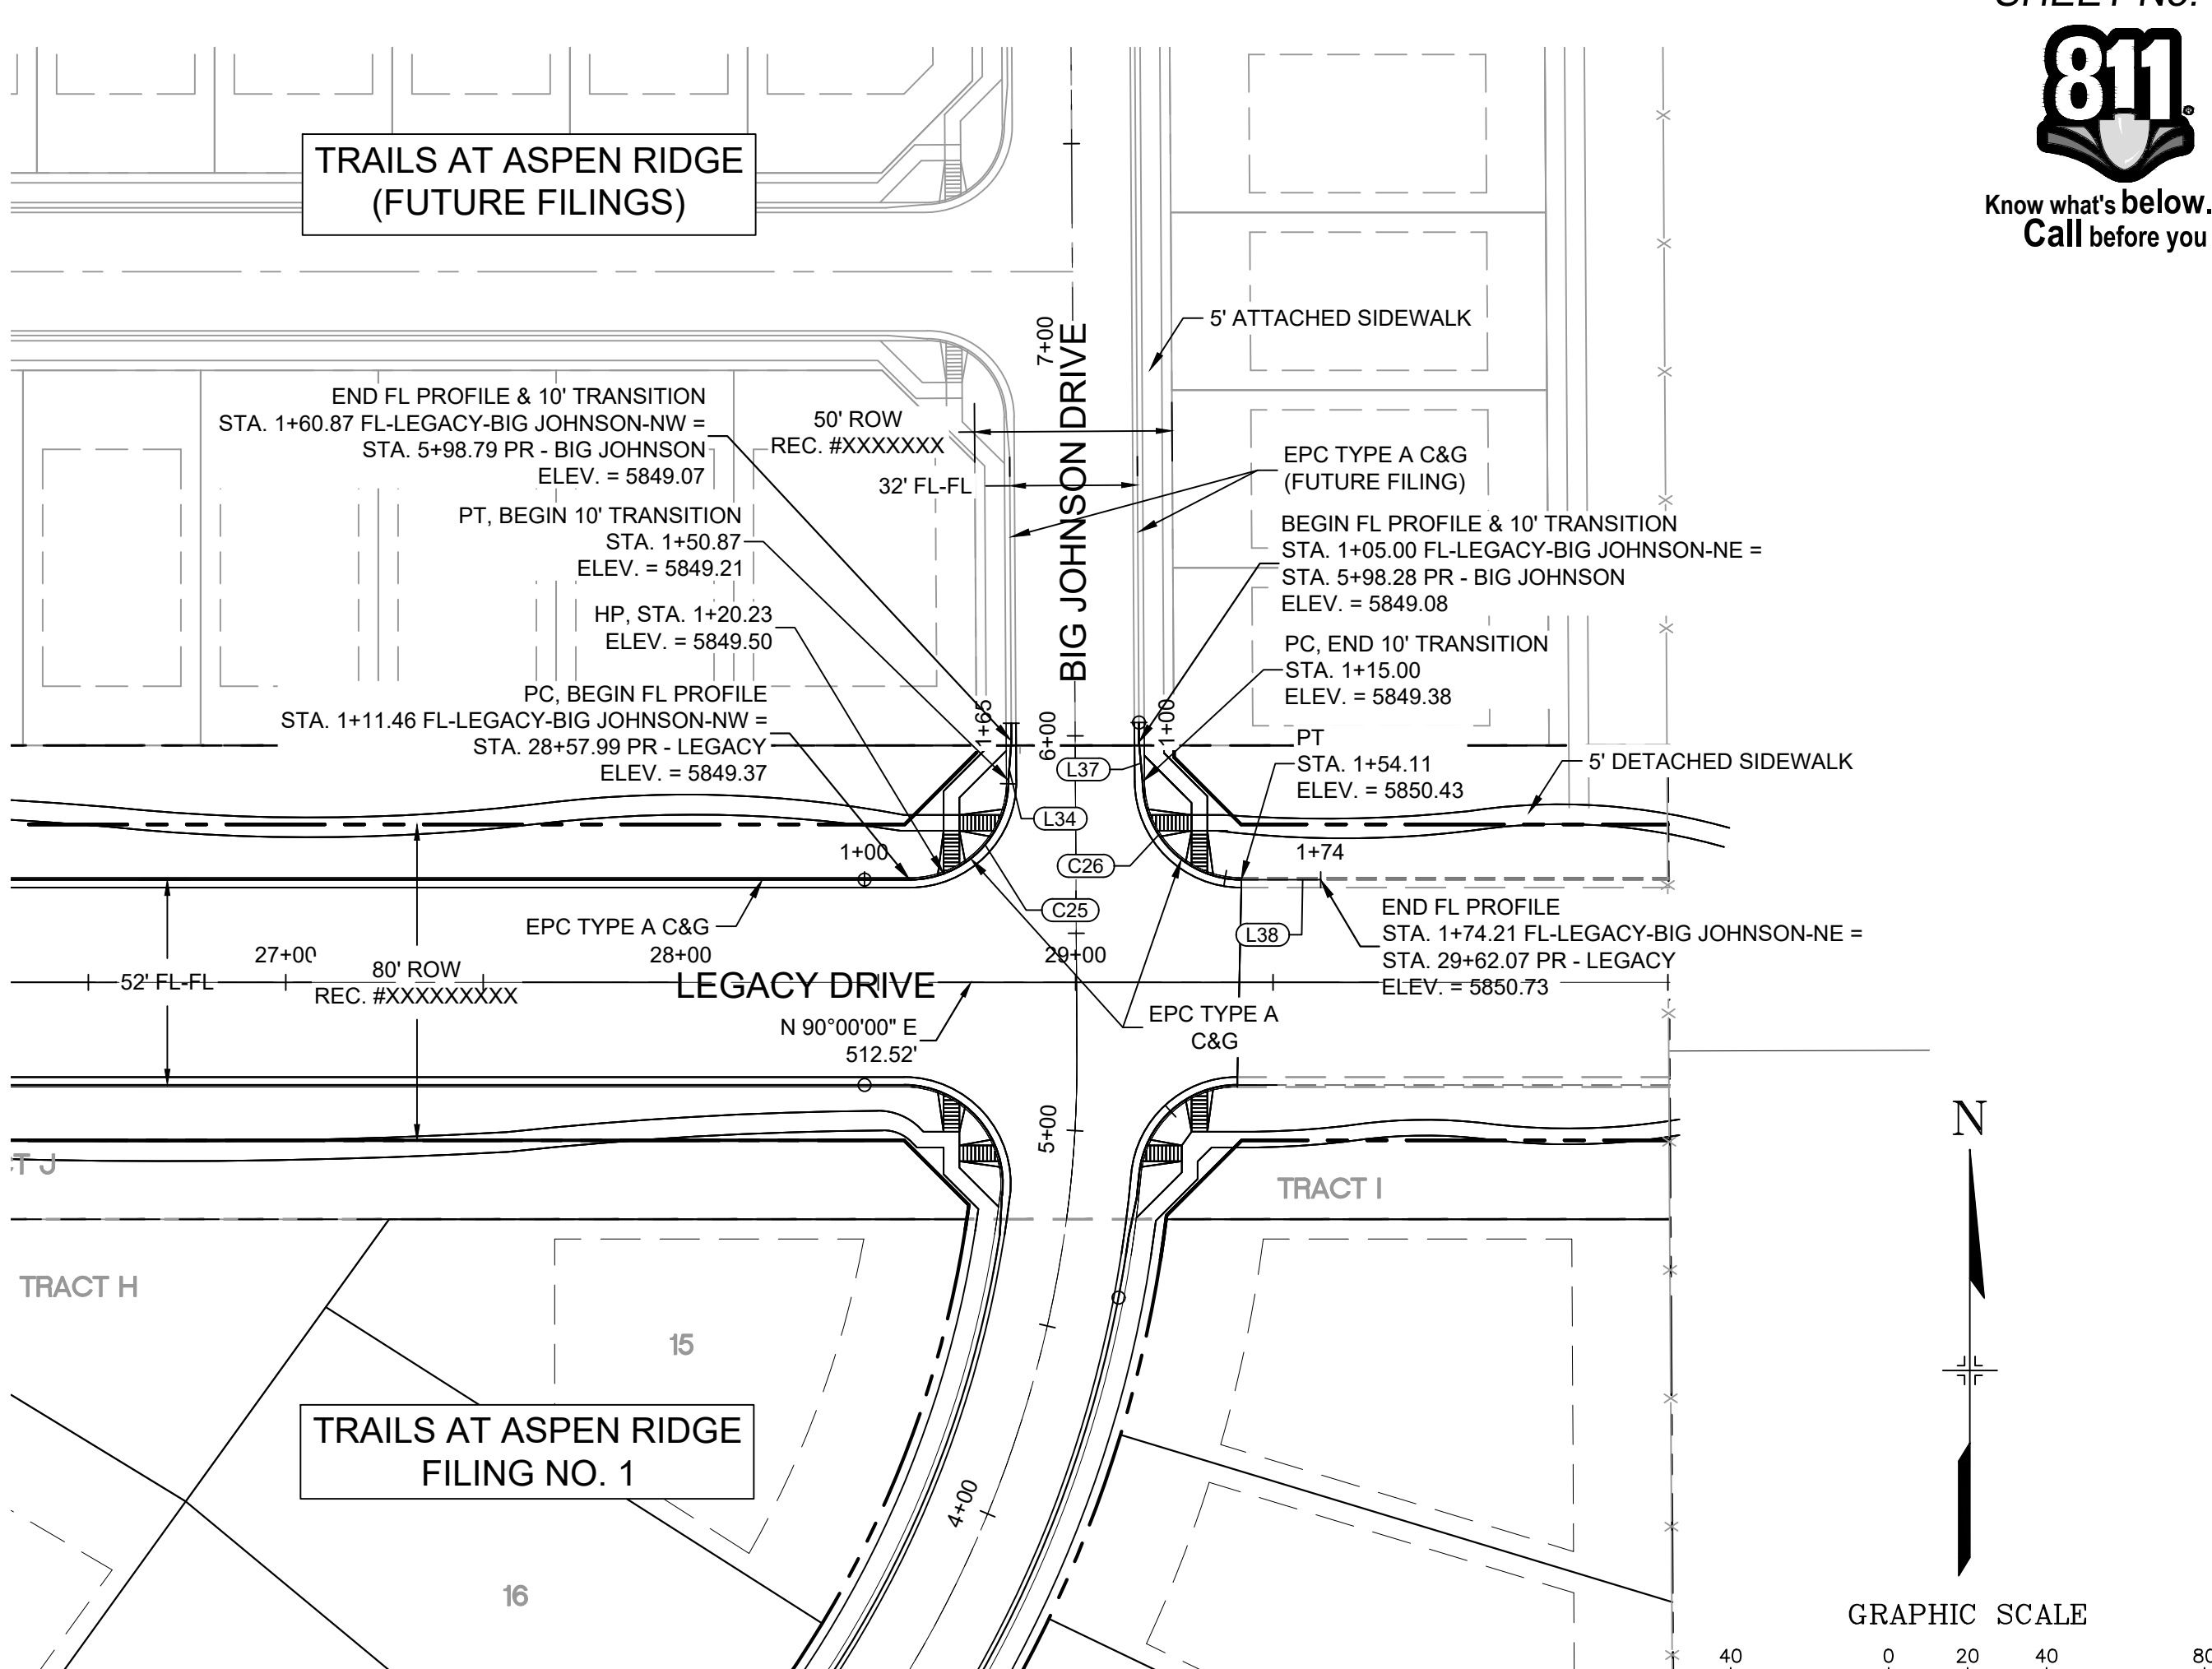 SHEET No.
811
®
Know what's below.
Call before you
TRAILS AT ASPEN RIDGE
(FUTURE FILINGS)
7+00
BIG JOHNSON DRIVE
5' ATTACHED SIDEWALK
END FL PROFILE & 10' TRANSITION
STA. 1+60.87 FL-LEGACY-BIG JOHNSON-NW =
STA. 5+98.79 PR - BIG JOHNSON
ELEV. = 5849.07
50' ROW
REC. #XXXXXXX
32' FL-FL
EPC TYPE A C&G
(FUTURE FILING)
PT, BEGIN 10' TRANSITION
STA. 1+50.87
ELEV. = 5849.21
BEGIN FL PROFILE & 10' TRANSITION
STA. 1+05.00 FL-LEGACY-BIG JOHNSON-NE =
STA. 5+98.28 PR - BIG JOHNSON
ELEV. = 5849.08
HP, STA. 1+20.23
ELEV. = 5849.50
PC, END 10' TRANSITION
STA. 1+15.00
ELEV. = 5849.38
PC, BEGIN FL PROFILE
STA. 1+11.46 FL-LEGACY-BIG JOHNSON-NW =
STA. 28+57.99 PR - LEGACY
ELEV. = 5849.37
1+65
6+00
1+00
PT
STA. 1+54.11
ELEV. = 5850.43
5' DETACHED SIDEWALK
L37
L34
1+00
C26
1+74
C25
EPC TYPE A C&G
L38
END FL PROFILE
STA. 1+74.21 FL-LEGACY-BIG JOHNSON-NE =
STA. 29+62.07 PR - LEGACY
ELEV. = 5850.73
27+00
28+00
29+00
52' FL-FL
80' ROW
REC. #XXXXXXXXX
LEGACY DRIVE
N 90°00'00" E
512.52'
EPC TYPE A
C&G
5+00
N
T J
TRACT I
TRACT H
15
TRAILS AT ASPEN RIDGE
FILING NO. 1
4+00
16
GRAPHIC SCALE
40 0 20 40 80